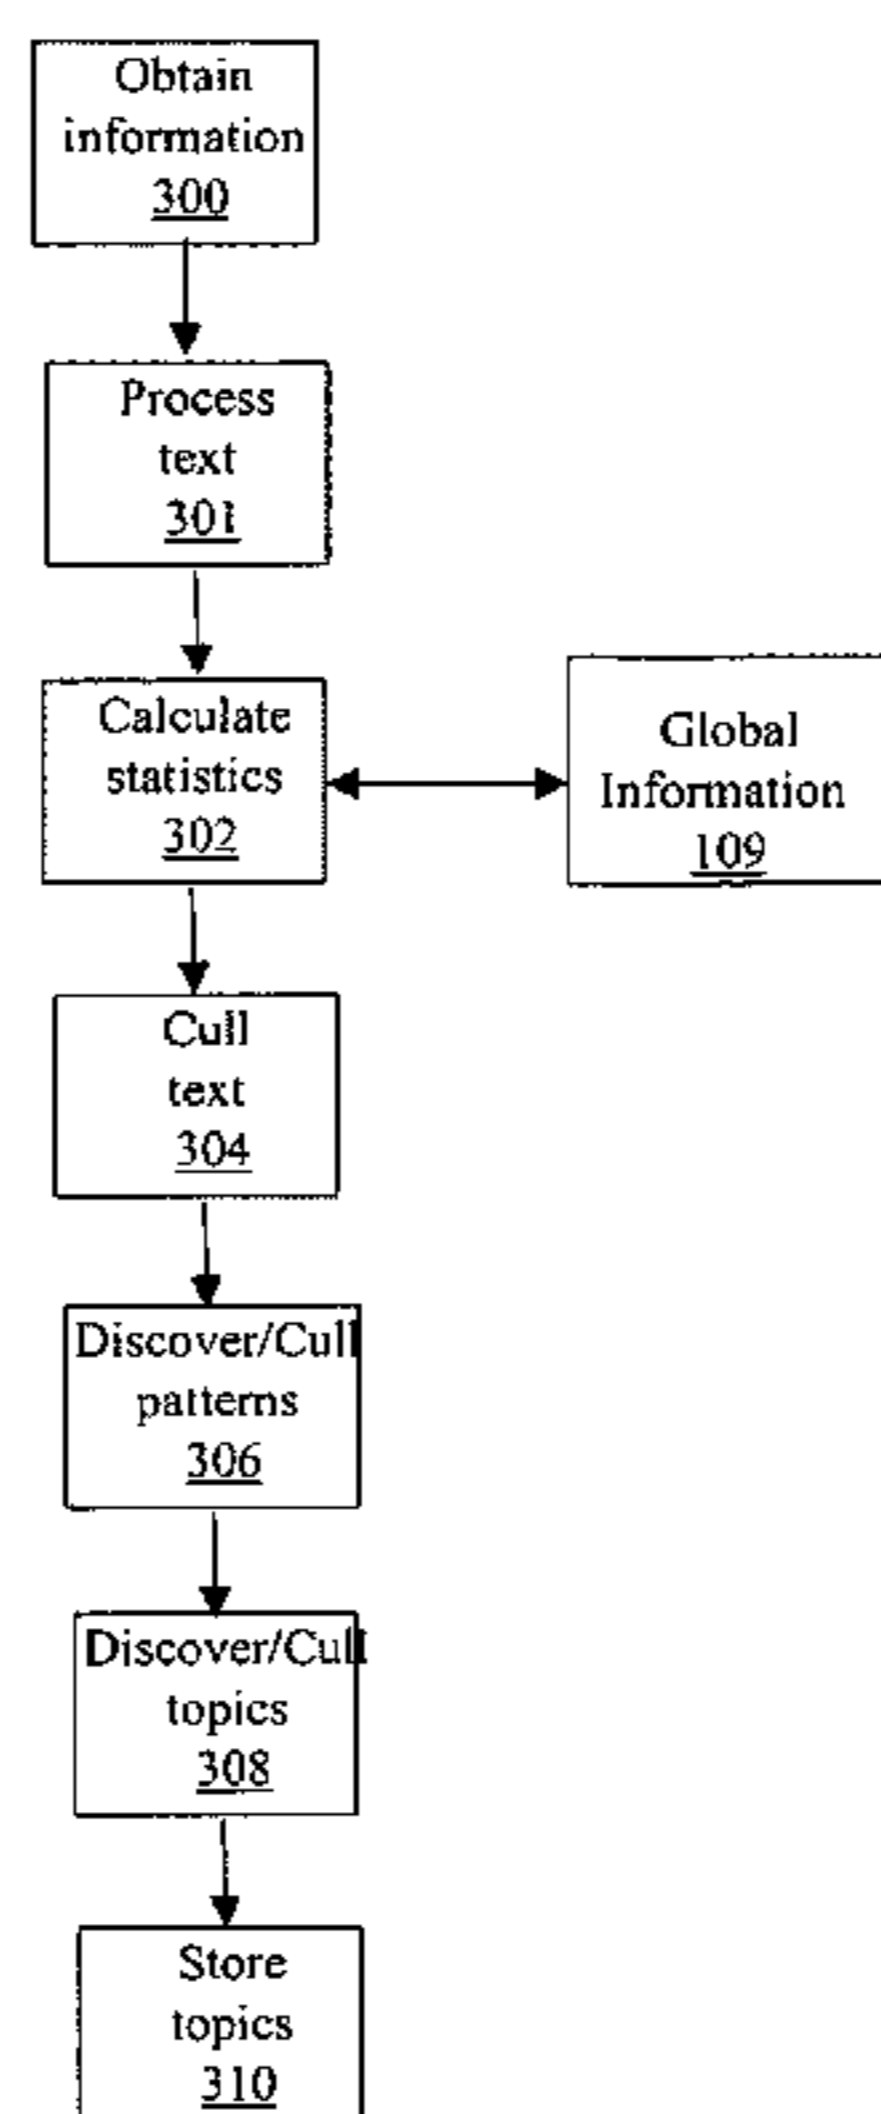 Obtain
information
300
Process
text
301
Calculate
statistics
302
Global
Information
109
Cull
text
304
Discover/Cull
patterns
306
Discover/Cull
topics
308
Store
topics
310